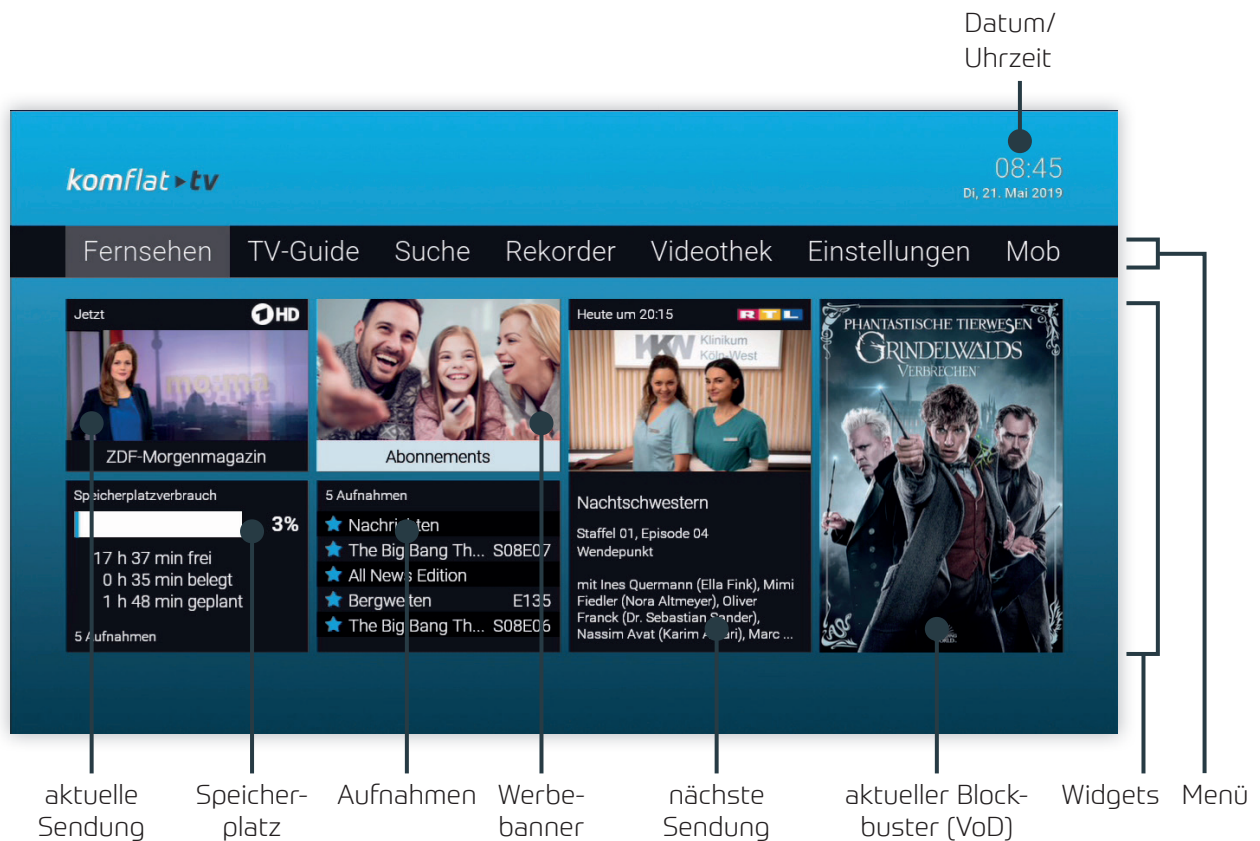 Datum/
Uhrzeit
komflat tv
08:45
Di, 21. Mai 2019
Fernsehen TV-Guide Suche Rekorder Videothek Einstellungen Mob
Jetzt 1 HD
mo:ma
ZDF-Morgenmagazin
Abonnements
Heute um 20:15 RTL
KKW Klinikum
Köln-West
PHANTASTISCHE TIERWESEN
GRINDELWALDS
VERBRECHEN
Speicherplatzverbrauch
3%
17 h 37 min frei
0 h 35 min belegt
1 h 48 min geplant
5 Aufnahmen
5 Aufnahmen
Nachrichten
The Big Bang Th... S08E07
All News Edition
Bergwelten E135
The Big Bang Th... S08E06
Nachtschwestern
Staffel 01, Episode 04
Wendepunkt
mit Ines Quermann (Ella Fink), Mimi
Fiedler (Nora Altmeyer), Oliver
Franck (Dr. Sebastian Sander),
Nassim Avat (Karim), Marc ...
aktuelle
Sendung
Speicher-
platz
Aufnahmen
Werbe-
banner
nächste
Sendung
aktueller Block-
buster (VoD)
Widgets
Menü